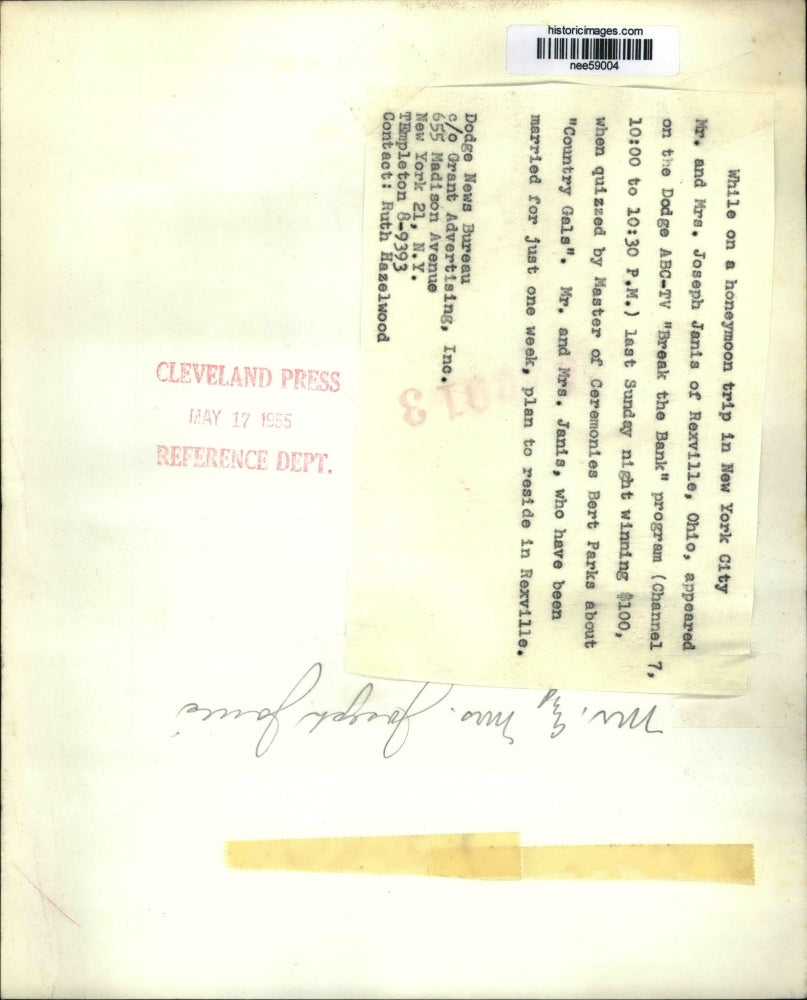 historicimages.com
nee59004
While on a honeymoon trip in New York City
Mr. and Mrs. Joseph Janis of Rexville, Ohio, appeared
on the Dodge ABC-TV "Break the Bank" program (Channel 7,
10:00 to 10:30 P.M.) last Sunday night winning $100,
when quizzed by Master of Ceremonies Bert Parks about
"Country Gals". Mr. and Mrs. Janis, who have been
married for just one week, plan to reside in Rexville.
Dodge News Bureau
c/o Grant Advertising, Inc.
655 Madison Avenue
New York 21, N.Y.
TEmpleton 8-9393
Contact: Ruth Hazelwood
CLEVELAND PRESS
MAY 17 1955
REFERENCE DEPT.
Mr. & Mrs. Joseph Janis